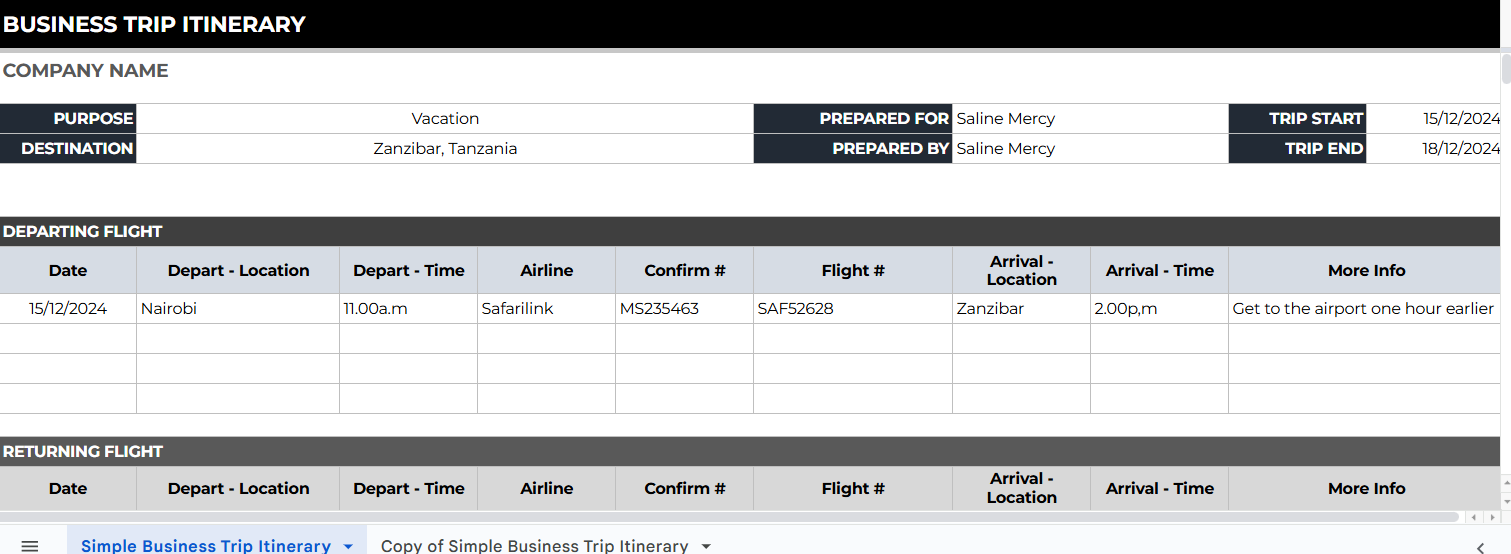 BUSINESS TRIP ITINERARY
COMPANY NAME
PURPOSE Vacation PREPARED FOR Saline Mercy TRIP START 15/12/2024
DESTINATION Zanzibar, Tanzania PREPARED BY Saline Mercy TRIP END 18/12/2024
DEPARTING FLIGHT
Date Depart - Location Depart - Time Airline Confirm # Flight # Arrival - Location Arrival - Time More Info
15/12/2024 Nairobi 11.00a.m Safarilink MS235463 SAF52628 Zanzibar 2.00p,m Get to the airport one hour earlier
RETURNING FLIGHT
Date Depart - Location Depart - Time Airline Confirm # Flight # Arrival - Location Arrival - Time More Info
Simple Business Trip Itinerary Copy of Simple Business Trip Itinerary